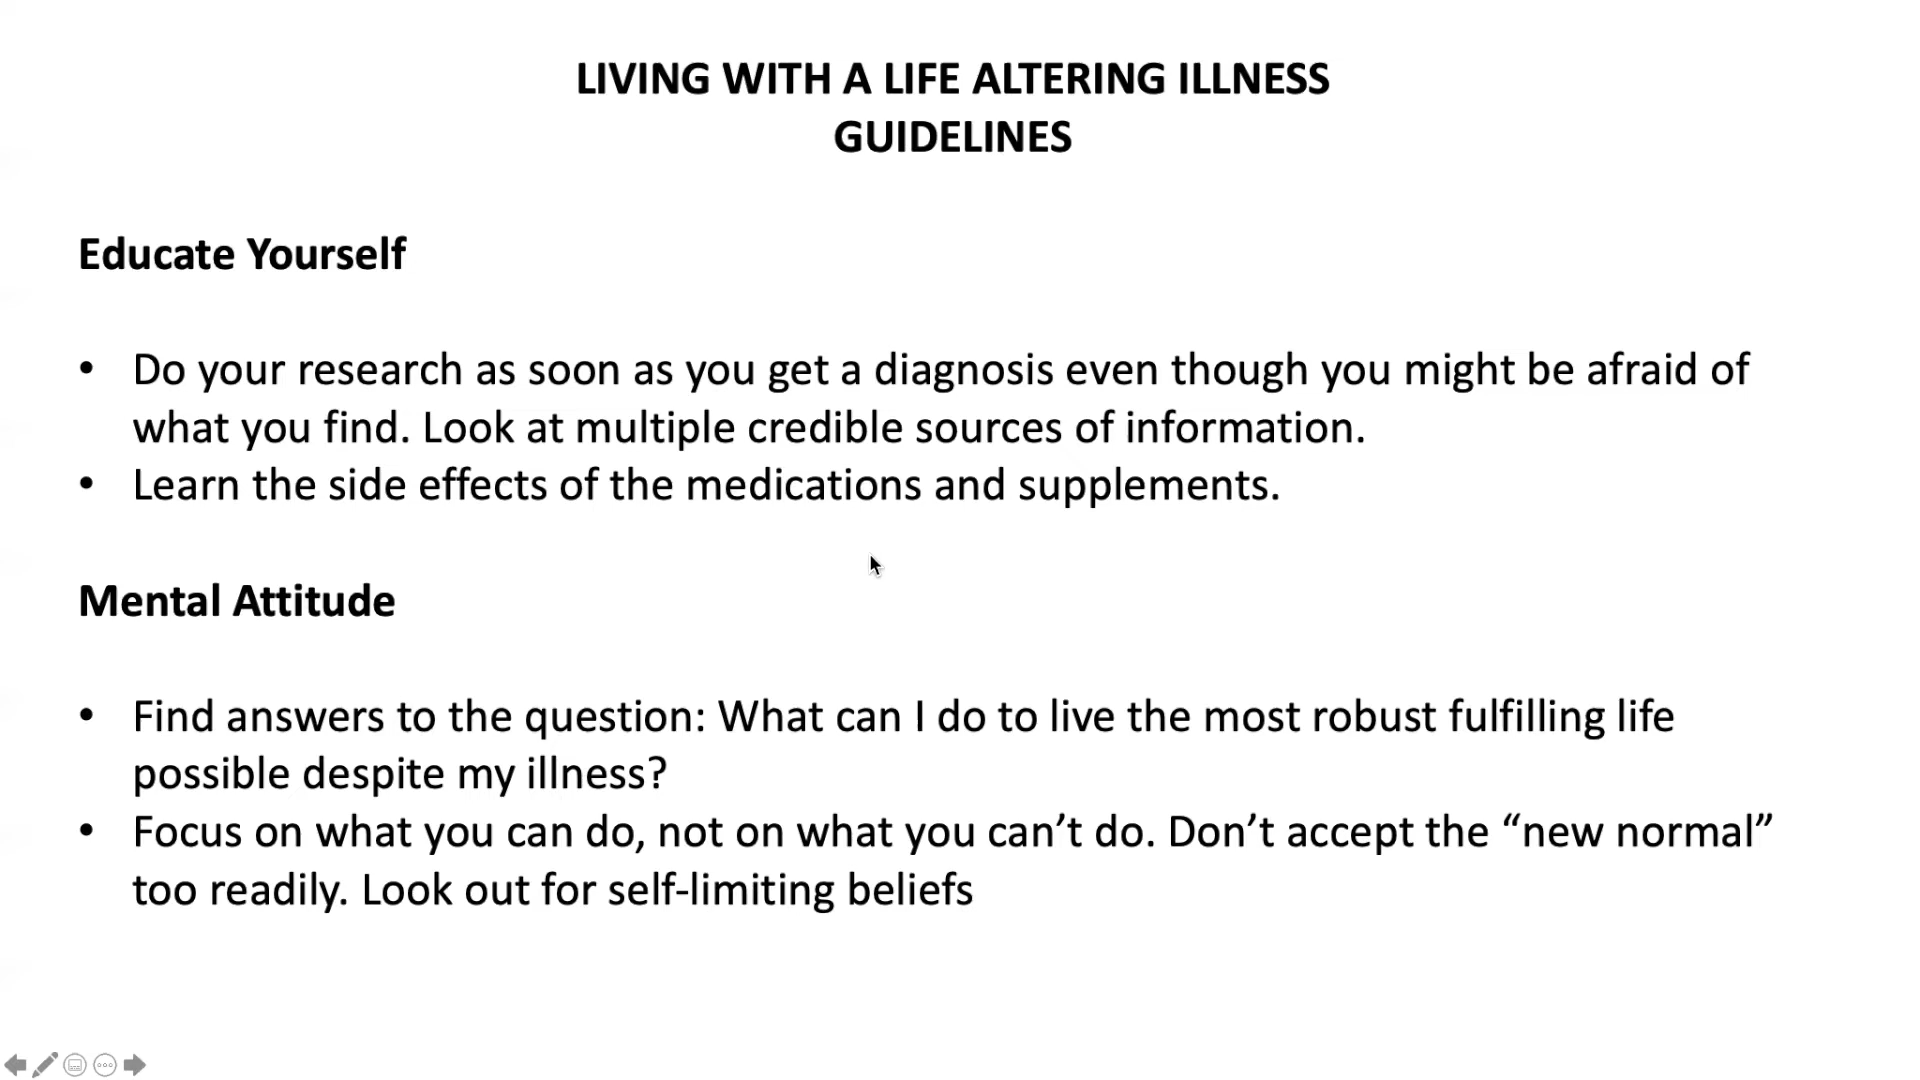 LIVING WITH A LIFE ALTERING ILLNESS
GUIDELINES
Educate Yourself
• Do your research as soon as you get a diagnosis even though you might be afraid of
what you find. Look at multiple credible sources of information.
• Learn the side effects of the medications and supplements.
Mental Attitude
• Find answers to the question: What can I do to live the most robust fulfilling life
possible despite my illness?
• Focus on what you can do, not on what you can’t do. Don’t accept the “new normal”
too readily. Look out for self-limiting beliefs